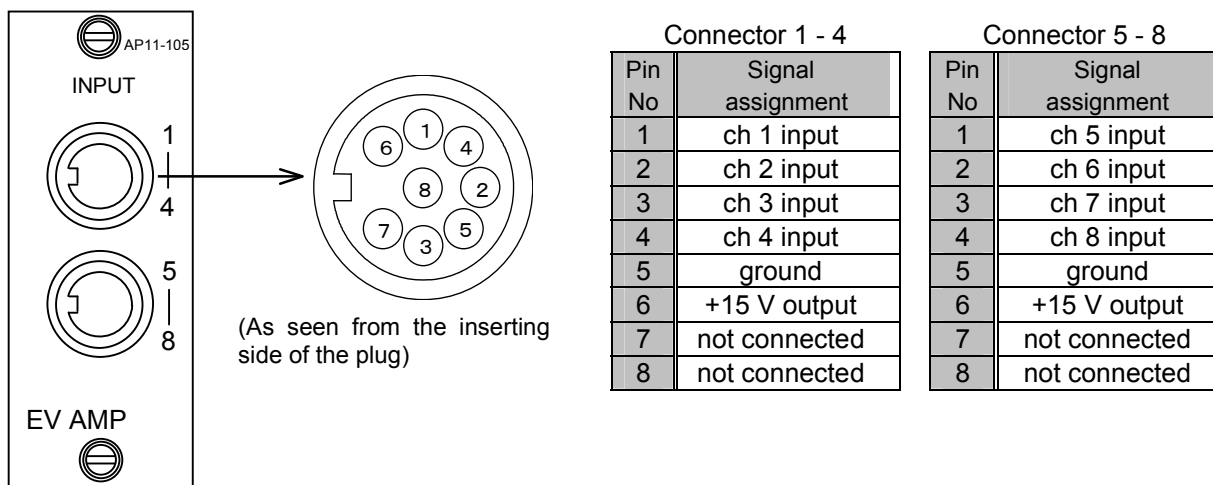 AP11-105
INPUT
1
4
5
8
EV AMP
1
6
4
8
2
7
5
3
(As seen from the inserting
side of the plug)
Connector 1 - 4
Pin No Signal assignment
1 ch 1 input
2 ch 2 input
3 ch 3 input
4 ch 4 input
5 ground
6 +15 V output
7 not connected
8 not connected
Connector 5 - 8
Pin No Signal assignment
1 ch 5 input
2 ch 6 input
3 ch 7 input
4 ch 8 input
5 ground
6 +15 V output
7 not connected
8 not connected